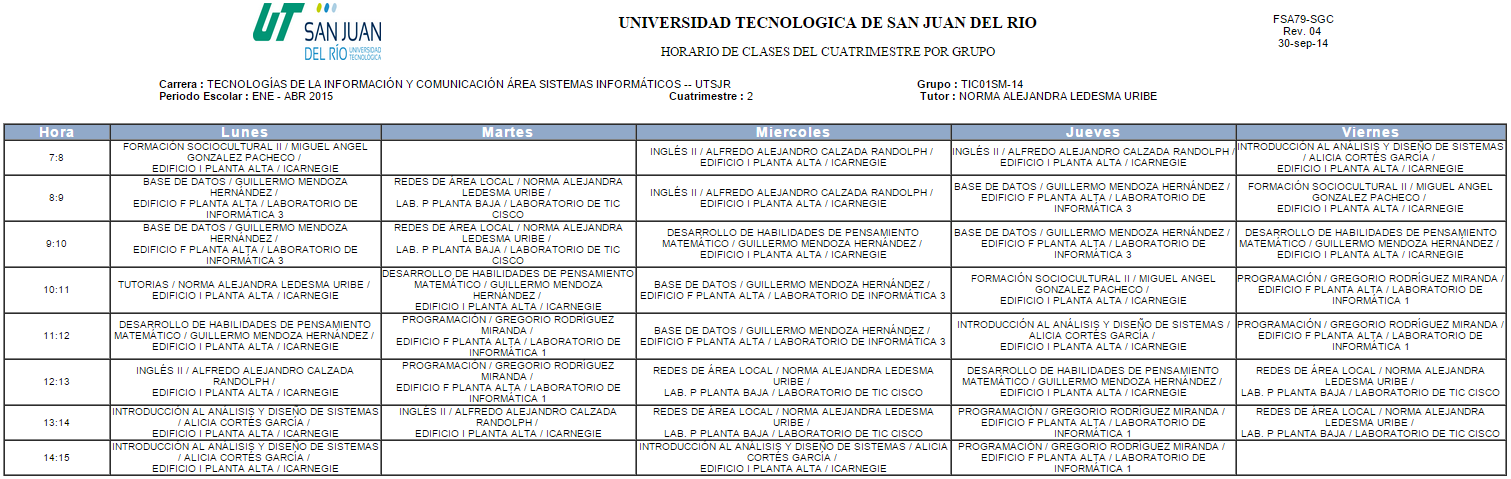 UT SAN JUAN
DEL RÍO UNIVERSIDAD
TECNOLÓGICA
UNIVERSIDAD TECNOLOGICA DE SAN JUAN DEL RIO
HORARIO DE CLASES DEL CUATRIMESTRE POR GRUPO
FSA79-SGC
Rev. 04
30-sep-14
Carrera : TECNOLOGÍAS DE LA INFORMACIÓN Y COMUNICACIÓN ÁREA SISTEMAS INFORMÁTICOS -- UTSJR
Grupo : TIC01SM-14
Periodo Escolar : ENE - ABR 2015
Cuatrimestre : 2
Tutor : NORMA ALEJANDRA LEDESMA URIBE
Hora Lunes Martes Miercoles Jueves Viernes
7:8
FORMACIÓN SOCIOCULTURAL II / MIGUEL ANGEL
GONZALEZ PACHECO /
EDIFICIO I PLANTA ALTA / ICARNEGIE
INGLÉS II / ALFREDO ALEJANDRO CALZADA RANDOLPH /
EDIFICIO I PLANTA ALTA / ICARNEGIE
INGLÉS II / ALFREDO ALEJANDRO CALZADA RANDOLPH /
EDIFICIO I PLANTA ALTA / ICARNEGIE
INTRODUCCIÓN AL ANÁLISIS Y DISEÑO DE SISTEMAS
/ ALICIA CORTÉS GARCÍA /
EDIFICIO I PLANTA ALTA / ICARNEGIE
8:9
BASE DE DATOS / GUILLERMO MENDOZA
HERNÁNDEZ /
EDIFICIO F PLANTA ALTA / LABORATORIO DE
INFORMÁTICA 3
REDES DE ÁREA LOCAL / NORMA ALEJANDRA
LEDESMA URIBE /
LAB. P PLANTA BAJA / LABORATORIO DE TIC
CISCO
INGLÉS II / ALFREDO ALEJANDRO CALZADA RANDOLPH /
EDIFICIO I PLANTA ALTA / ICARNEGIE
BASE DE DATOS / GUILLERMO MENDOZA HERNÁNDEZ /
EDIFICIO F PLANTA ALTA / LABORATORIO DE
INFORMÁTICA 3
FORMACIÓN SOCIOCULTURAL II / MIGUEL ANGEL
GONZALEZ PACHECO /
EDIFICIO I PLANTA ALTA / ICARNEGIE
9:10
BASE DE DATOS / GUILLERMO MENDOZA
HERNÁNDEZ /
EDIFICIO F PLANTA ALTA / LABORATORIO DE
INFORMÁTICA 3
REDES DE ÁREA LOCAL / NORMA ALEJANDRA
LEDESMA URIBE /
LAB. P PLANTA BAJA / LABORATORIO DE TIC
CISCO
DESARROLLO DE HABILIDADES DE PENSAMIENTO
MATEMÁTICO / GUILLERMO MENDOZA HERNÁNDEZ /
EDIFICIO I PLANTA ALTA / ICARNEGIE
BASE DE DATOS / GUILLERMO MENDOZA HERNÁNDEZ /
EDIFICIO F PLANTA ALTA / LABORATORIO DE
INFORMÁTICA 3
DESARROLLO DE HABILIDADES DE PENSAMIENTO
MATEMÁTICO / GUILLERMO MENDOZA HERNÁNDEZ /
EDIFICIO I PLANTA ALTA / ICARNEGIE
10:11
TUTORIAS / NORMA ALEJANDRA LEDESMA URIBE /
EDIFICIO I PLANTA ALTA / ICARNEGIE
DESARROLLO DE HABILIDADES DE PENSAMIENTO
MATEMÁTICO / GUILLERMO MENDOZA
HERNÁNDEZ /
EDIFICIO I PLANTA ALTA / ICARNEGIE
BASE DE DATOS / GUILLERMO MENDOZA HERNÁNDEZ /
EDIFICIO F PLANTA ALTA / LABORATORIO DE INFORMÁTICA 3
FORMACIÓN SOCIOCULTURAL II / MIGUEL ANGEL
GONZALEZ PACHECO /
EDIFICIO I PLANTA ALTA / ICARNEGIE
PROGRAMACIÓN / GREGORIO RODRÍGUEZ MIRANDA /
EDIFICIO F PLANTA ALTA / LABORATORIO DE
INFORMÁTICA 1
11:12
DESARROLLO DE HABILIDADES DE PENSAMIENTO
MATEMÁTICO / GUILLERMO MENDOZA HERNÁNDEZ /
EDIFICIO I PLANTA ALTA / ICARNEGIE
PROGRAMACIÓN / GREGORIO RODRÍGUEZ
MIRANDA /
EDIFICIO F PLANTA ALTA / LABORATORIO DE
INFORMÁTICA 1
BASE DE DATOS / GUILLERMO MENDOZA HERNÁNDEZ /
EDIFICIO F PLANTA ALTA / LABORATORIO DE INFORMÁTICA 3
INTRODUCCIÓN AL ANÁLISIS Y DISEÑO DE SISTEMAS /
ALICIA CORTÉS GARCÍA /
EDIFICIO I PLANTA ALTA / ICARNEGIE
PROGRAMACIÓN / GREGORIO RODRÍGUEZ MIRANDA /
EDIFICIO F PLANTA ALTA / LABORATORIO DE
INFORMÁTICA 1
12:13
INGLÉS II / ALFREDO ALEJANDRO CALZADA
RANDOLPH /
EDIFICIO I PLANTA ALTA / ICARNEGIE
PROGRAMACIÓN / GREGORIO RODRÍGUEZ
MIRANDA /
EDIFICIO F PLANTA ALTA / LABORATORIO DE
INFORMÁTICA 1
REDES DE ÁREA LOCAL / NORMA ALEJANDRA LEDESMA
URIBE /
LAB. P PLANTA BAJA / LABORATORIO DE TIC CISCO
DESARROLLO DE HABILIDADES DE PENSAMIENTO
MATEMÁTICO / GUILLERMO MENDOZA HERNÁNDEZ /
EDIFICIO I PLANTA ALTA / ICARNEGIE
REDES DE ÁREA LOCAL / NORMA ALEJANDRA
LEDESMA URIBE /
LAB. P PLANTA BAJA / LABORATORIO DE TIC CISCO
13:14
INTRODUCCIÓN AL ANÁLISIS Y DISEÑO DE SISTEMAS
/ ALICIA CORTÉS GARCÍA /
EDIFICIO I PLANTA ALTA / ICARNEGIE
INGLÉS II / ALFREDO ALEJANDRO CALZADA
RANDOLPH /
EDIFICIO I PLANTA ALTA / ICARNEGIE
REDES DE ÁREA LOCAL / NORMA ALEJANDRA LEDESMA
URIBE /
LAB. P PLANTA BAJA / LABORATORIO DE TIC CISCO
PROGRAMACIÓN / GREGORIO RODRÍGUEZ MIRANDA /
EDIFICIO F PLANTA ALTA / LABORATORIO DE
INFORMÁTICA 1
REDES DE ÁREA LOCAL / NORMA ALEJANDRA
LEDESMA URIBE /
LAB. P PLANTA BAJA / LABORATORIO DE TIC CISCO
14:15
INTRODUCCIÓN AL ANÁLISIS Y DISEÑO DE SISTEMAS
/ ALICIA CORTÉS GARCÍA /
EDIFICIO I PLANTA ALTA / ICARNEGIE
INTRODUCCIÓN AL ANÁLISIS Y DISEÑO DE SISTEMAS / ALICIA
CORTÉS GARCÍA /
EDIFICIO I PLANTA ALTA / ICARNEGIE
PROGRAMACIÓN / GREGORIO RODRÍGUEZ MIRANDA /
EDIFICIO F PLANTA ALTA / LABORATORIO DE
INFORMÁTICA 1